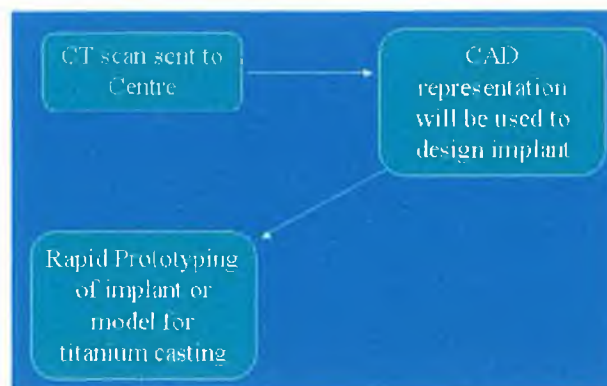 CT scan sent to
Centre
CAD
representation
will be used to
design implant
Rapid Prototyping
of implant or
model for
titanium casting